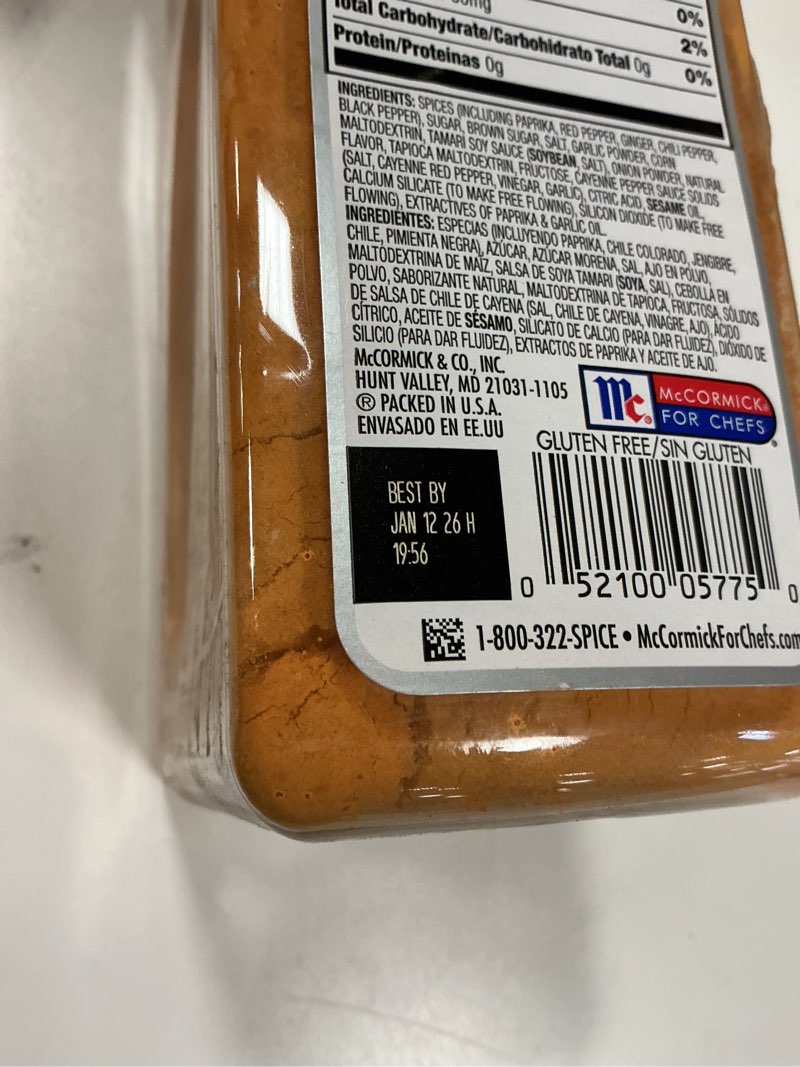 0%
Total Carbohydrate/Carbohidrato Total 0g 2%
Protein/Proteínas 0g 0%
INGREDIENTS: SPICES (INCLUDING PAPRIKA, RED PEPPER, GINGER, CHILI PEPPER,
BLACK PEPPER), SUGAR, BROWN SUGAR, SALT, GARLIC POWDER, CORN
MALTODEXTRIN, TAMARI SOY SAUCE (SOYBEAN, SALT), ONION POWDER, NATURAL
FLAVOR, TAPIOCA MALTODEXTRIN, FRUCTOSE, CAYENNE PEPPER SAUCE SOLIDS
(SALT, CAYENNE RED PEPPER, VINEGAR, GARLIC), CITRIC ACID, SESAME OIL,
CALCIUM SILICATE (TO MAKE FREE FLOWING), SILICON DIOXIDE (TO MAKE FREE
FLOWING), EXTRACTIVES OF PAPRIKA & GARLIC OIL.
INGREDIENTES: ESPECIAS (INCLUYENDO PAPRIKA, CHILE COLORADO, JENGIBRE,
CHILE, PIMIENTA NEGRA), AZÚCAR, AZÚCAR MORENA, SAL, AJO EN POLVO,
MALTODEXTRINA DE MAÍZ, SALSA DE SOYA TAMARI (SOYA, SAL), CEBOLLA EN
POLVO, SABORIZANTE NATURAL, MALTODEXTRINA DE TAPIOCA, FRUCTOSA, SÓLIDOS
DE SALSA DE CHILE DE CAYENA (SAL, CHILE DE CAYENA, VINAGRE, AJO), ÁCIDO
CÍTRICO, ACEITE DE SÉSAMO, SILICATO DE CALCIO (PARA DAR FLUIDEZ), DIÓXIDO DE
SILICIO (PARA DAR FLUIDEZ), EXTRACTOS DE PAPRIKA Y ACEITE DE AJO.
McCORMICK & CO., INC.
HUNT VALLEY, MD 21031-1105
® PACKED IN U.S.A.
ENVASADO EN EE.UU
Mc®
McCORMICK®
FOR CHEFS®
GLUTEN FREE/SIN GLUTEN
BEST BY
JAN 12 26 H
19:56
0 52100 05775 0
1-800-322-SPICE • McCormickForChefs.com